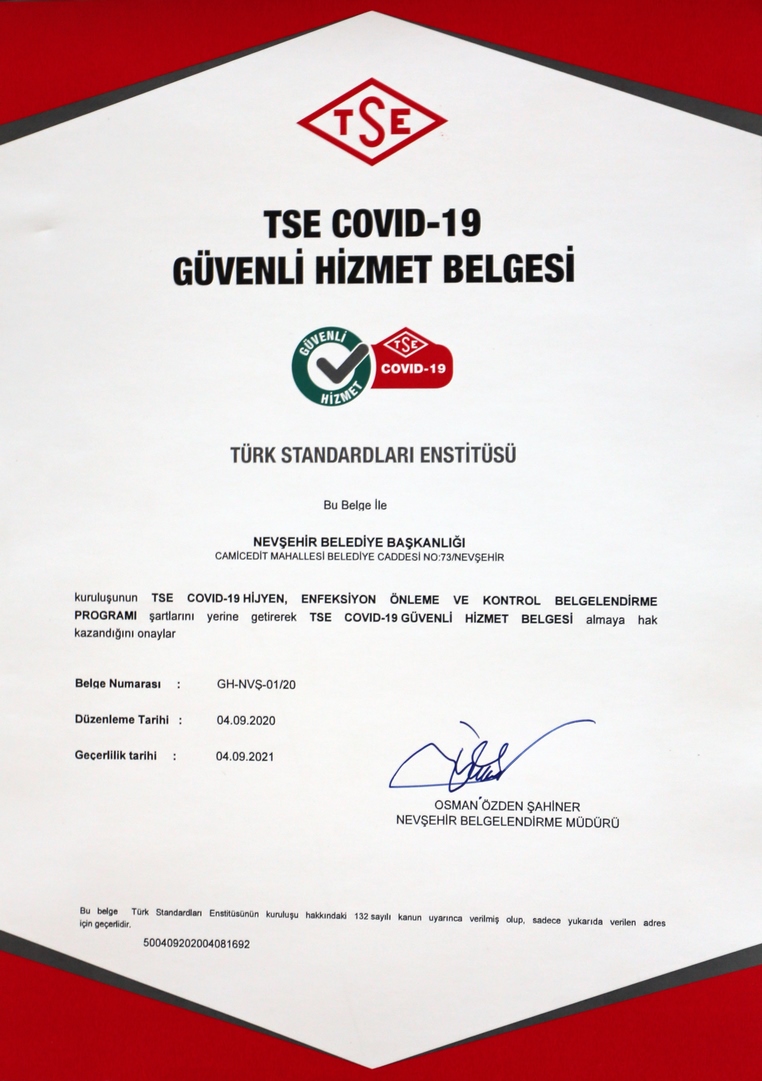 TSE
TSE COVID-19
GÜVENLİ HİZMET BELGESİ
GÜVENLİ
HİZMET
TSE
COVID-19
TÜRK STANDARDLARI ENSTİTÜSÜ
Bu Belge İle
NEVŞEHİR BELEDİYE BAŞKANLIĞI
CAMİCEDİT MAHALLESİ BELEDİYE CADDESİ NO:73/NEVŞEHİR
kuruluşunun TSE COVID-19 HİJYEN, ENFEKSİYON ÖNLEME VE KONTROL BELGELENDİRME
PROGRAMI şartlarını yerine getirerek TSE COVID-19 GÜVENLİ HİZMET BELGESİ almaya hak
kazandığını onaylar
Belge Numarası : GH-NVŞ-01/20
Düzenleme Tarihi : 04.09.2020
Geçerlilik tarihi : 04.09.2021
OSMAN ÖZDEN ŞAHİNER
NEVŞEHİR BELGELENDİRME MÜDÜRÜ
Bu belge Türk Standardları Enstitüsünün kuruluşu hakkındaki 132 sayılı kanun uyarınca verilmiş olup, sadece yukarıda verilen adres
için geçerlidir.
500409202004081692